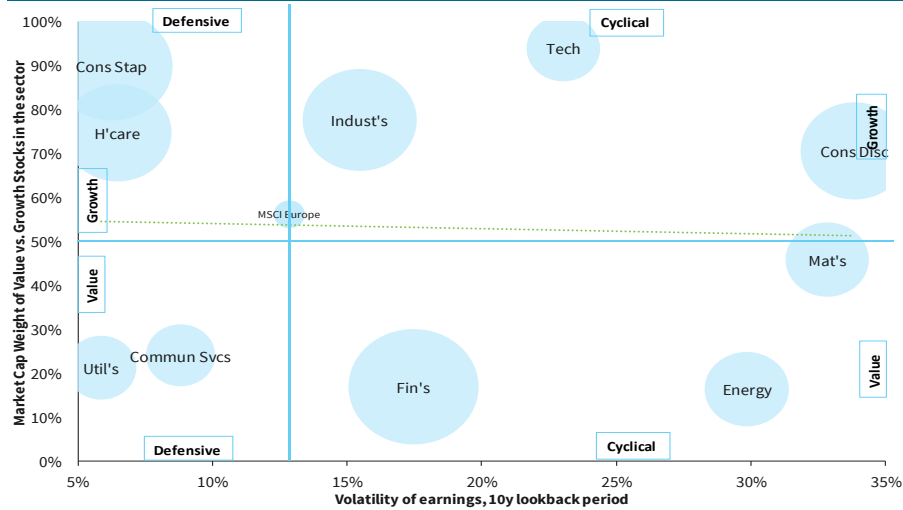 Market Cap Weight of Value vs. Growth Stocks in the sector
100%
90%
80%
70%
60%
50%
40%
30%
20%
10%
0%
Defensive
Cyclical
Cons Stap
Tech
H'care
Indust's
Growth
Cons Disc
Growth
MSCI Europe
Value
Mat's
Util's
Commun Svcs
Fin's
Energy
Value
Defensive
Cyclical
5%
10%
15%
20%
25%
30%
35%
Volatility of earnings, 10y lookback period